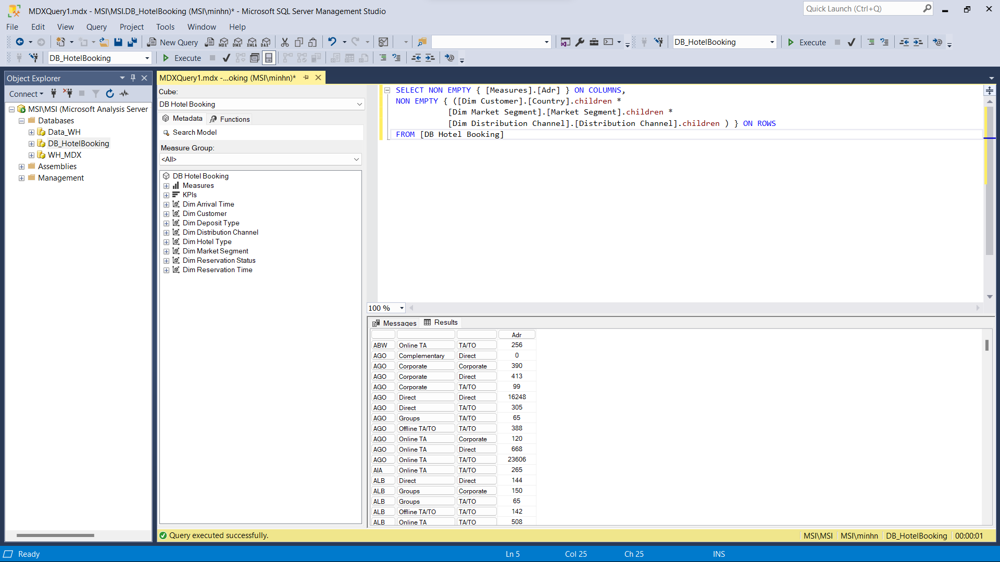 MDXQuery1.mdx - MSI\MSI.DB_HotelBooking (MSI\minhn)* - Microsoft SQL Server Management Studio
Quick Launch (Ctrl+Q)
File Edit View Query Project Tools Window Help
New Query MDX DMX XMLA DAX DB_HotelBooking Execute
DB_HotelBooking Execute
Object Explorer
Connect
MSI\MSI (Microsoft Analysis Server
Databases
Data_WH
DB_HotelBooking
WH_MDX
Assemblies
Management
MDXQuery1.mdx -...oking (MSI\minhn)*
Cube:
DB Hotel Booking
Metadata Functions
Search Model
Measure Group:
<All>
DB Hotel Booking
Measures
KPIs
Dim Arrival Time
Dim Customer
Dim Deposit Type
Dim Distribution Channel
Dim Hotel Type
Dim Market Segment
Dim Reservation Status
Dim Reservation Time
SELECT NON EMPTY { [Measures].[Adr] } ON COLUMNS,
NON EMPTY { ([Dim Customer].[Country].children *
[Dim Market Segment].[Market Segment].children *
[Dim Distribution Channel].[Distribution Channel].children ) } ON ROWS
FROM [DB Hotel Booking]
100 %
Messages Results
Adr
ABW Online TA TA/TO 256
AGO Complementary Direct 0
AGO Corporate Corporate 390
AGO Corporate Direct 413
AGO Corporate TA/TO 99
AGO Direct Direct 16248
AGO Direct TA/TO 305
AGO Groups TA/TO 65
AGO Offline TA/TO TA/TO 388
AGO Online TA Corporate 120
AGO Online TA Direct 668
AGO Online TA TA/TO 23606
AIA Online TA TA/TO 265
ALB Direct Direct 144
ALB Groups Corporate 150
ALB Groups TA/TO 65
ALB Offline TA/TO TA/TO 142
ALB Online TA TA/TO 508
Query executed successfully.
MSI\MSI MSI\minhn DB_HotelBooking 00:00:01
Ready Ln 5 Col 25 Ch 25 INS